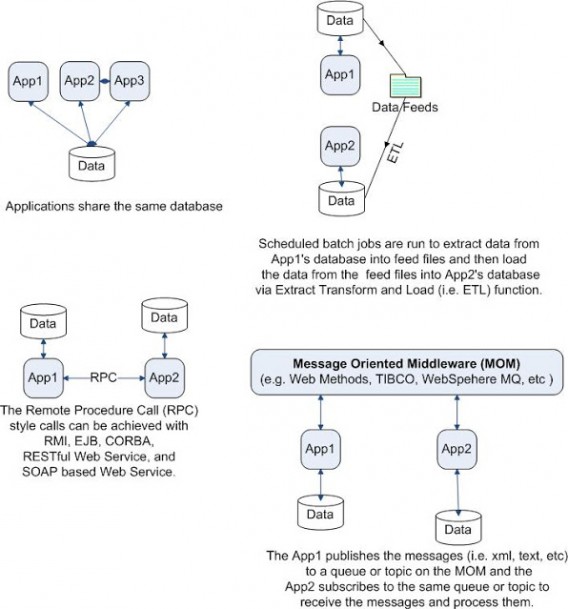 App1
App2
App3
Data
Applications share the same database
Data
App1
Data Feeds
App2
ETL
Data
Scheduled batch jobs are run to extract data from
App1's database into feed files and then load
the data from the feed files into App2's database
via Extract Transform and Load (i.e. ETL) function.
Data
Data
App1
RPC
App2
The Remote Procedure Call (RPC)
style calls can be achieved with
RMI, EJB, CORBA,
RESTful Web Service, and
SOAP based Web Service.
Message Oriented Middleware (MOM)
(e.g. Web Methods, TIBCO, WebSpehere MQ, etc )
App1
App2
Data
Data
The App1 publishes the messages (i.e. xml, text, etc)
to a queue or topic on the MOM and the
App2 subscribes to the same queue or topic to
receive the messages and process them.